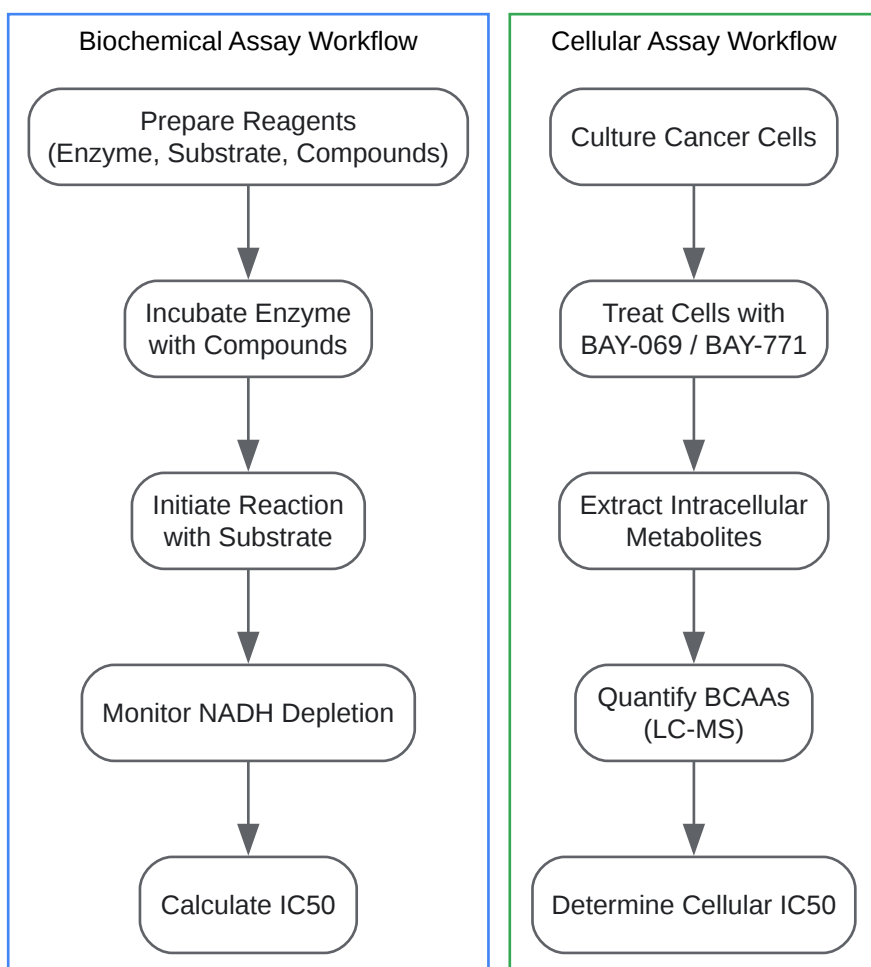 Biochemical Assay Workflow
Prepare Reagents
(Enzyme, Substrate, Compounds)
Incubate Enzyme
with Compounds
Initiate Reaction
with Substrate
Monitor NADH Depletion
Calculate IC50
Cellular Assay Workflow
Culture Cancer Cells
Treat Cells with
BAY-069 / BAY-771
Extract Intracellular
Metabolites
Quantify BCAAs
(LC-MS)
Determine Cellular IC50